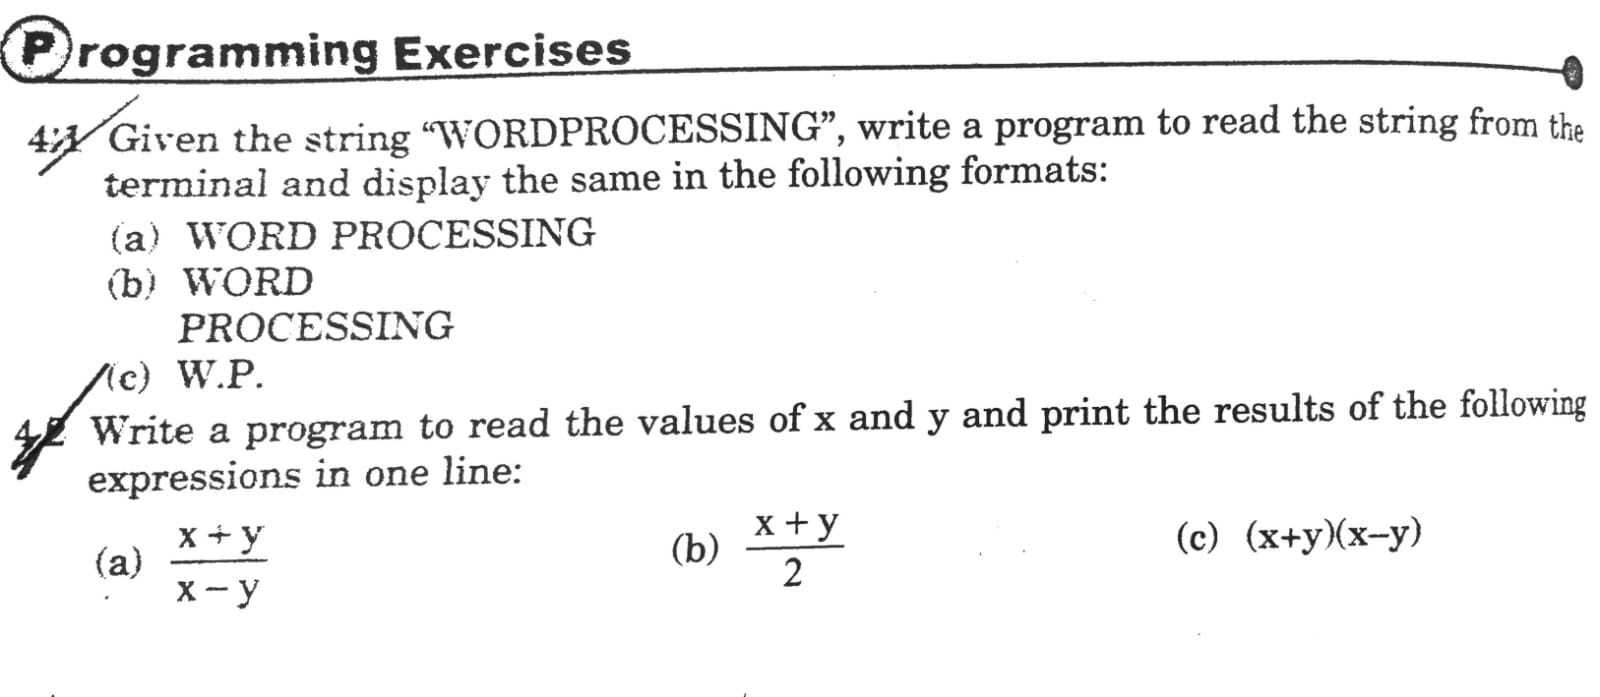 Programming Exercises
4.1 Given the string “WORDPROCESSING”, write a program to read the string from the
terminal and display the same in the following formats:
(a) WORD PROCESSING
(b) WORD
PROCESSING
(c) W.P.
4.2 Write a program to read the values of x and y and print the results of the following
expressions in one line:
(a) x + y / x – y (b) x + y / 2 (c) (x+y)(x–y)